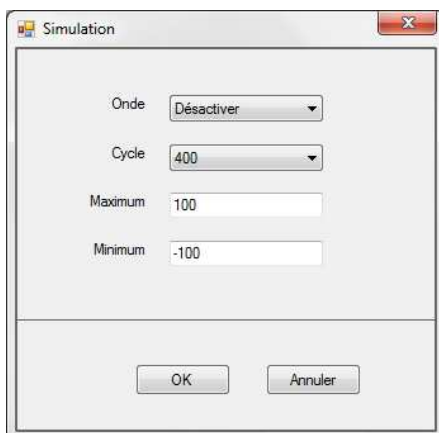 Simulation
Onde Désactiver
Cycle 400
Maximum 100
Minimum -100
OK Annuler